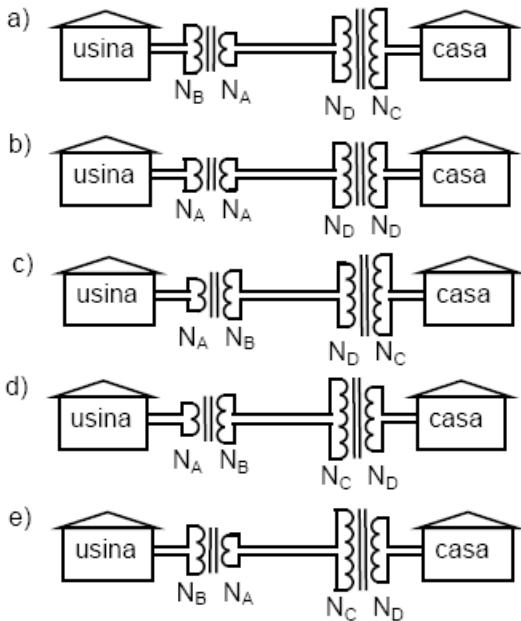 a) usina casa
N_B N_A N_D N_C
b) usina casa
N_A N_A N_D N_D
c) usina casa
N_A N_B N_D N_C
d) usina casa
N_A N_B N_C N_D
e) usina casa
N_B N_A N_C N_D